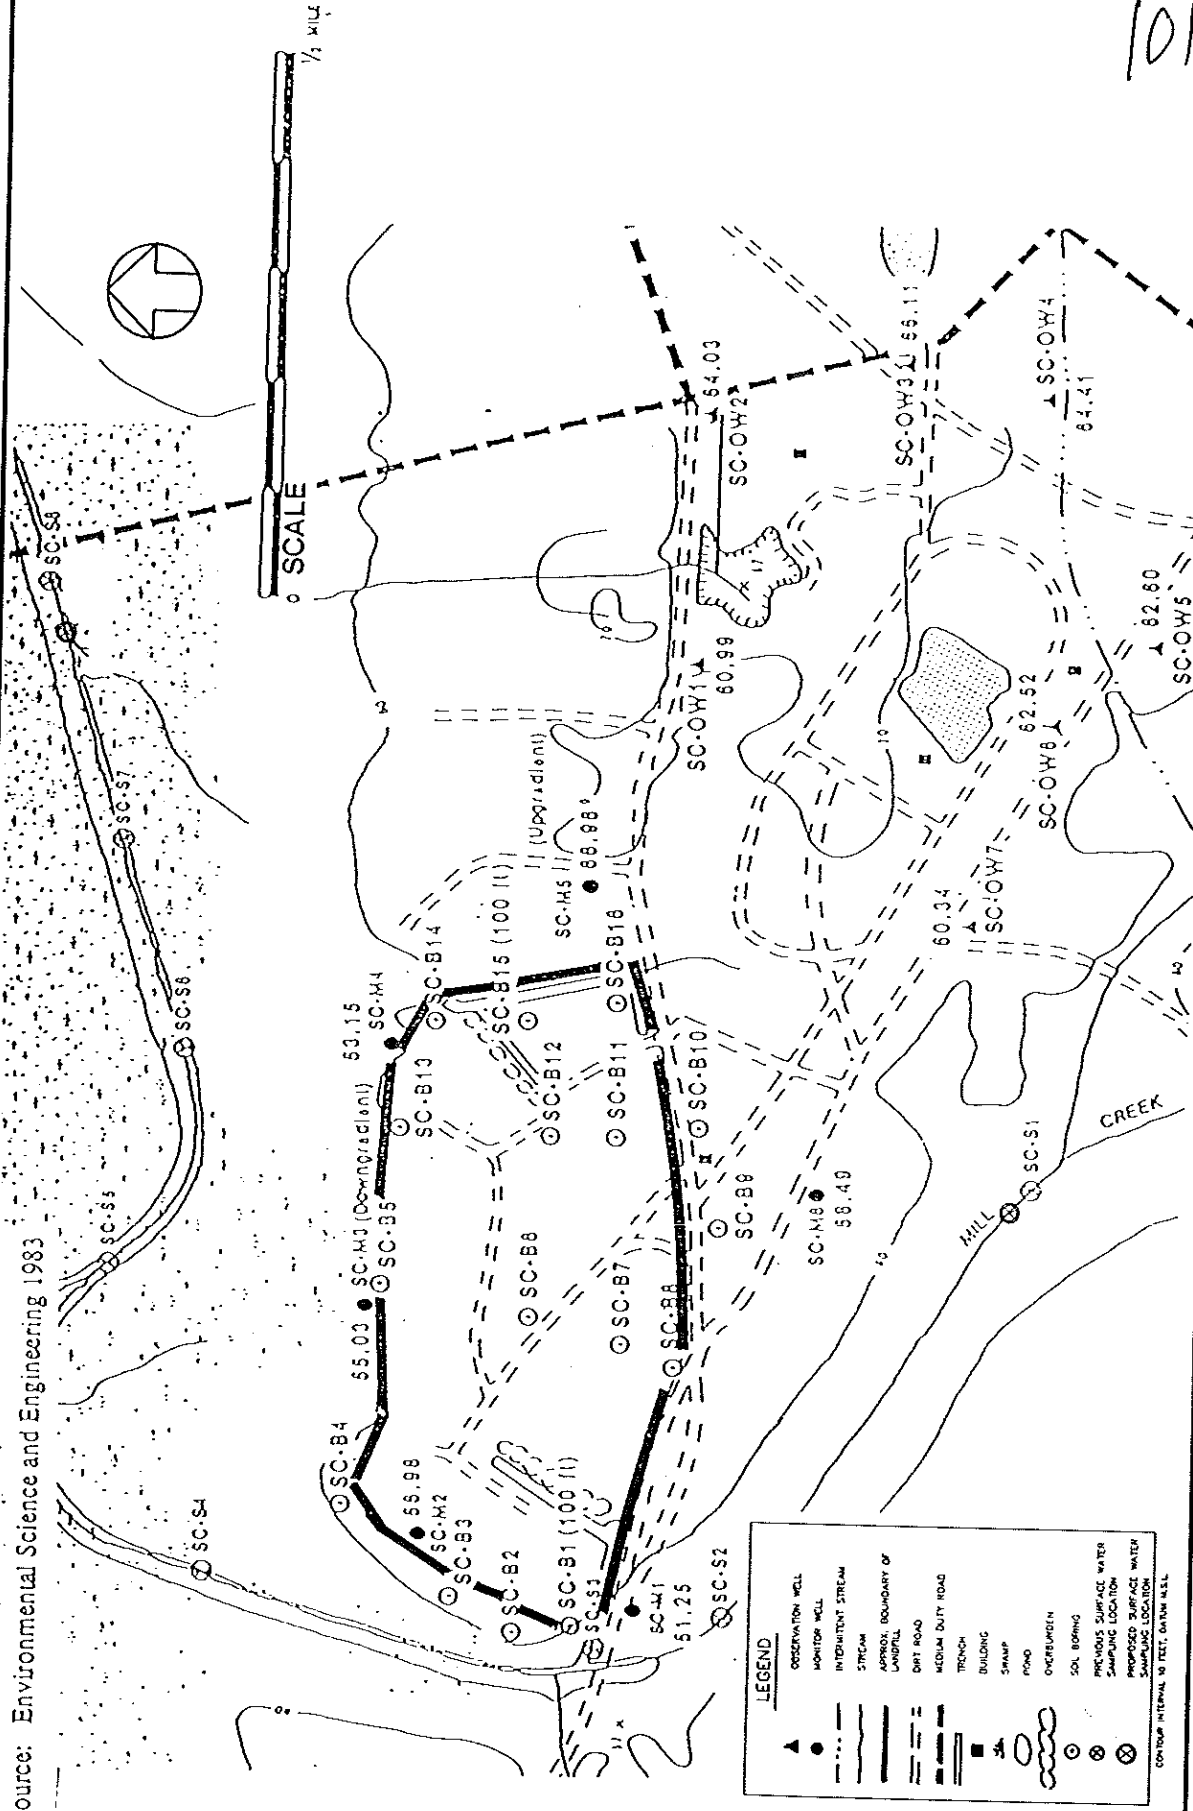 ource: Environmental Science and Engineering 1983
SC-S4
SC-S5
SC-S6
SC-S7
SC-S8
0
SCALE
½ MILE
SC-B4
55.03
SC-M3 (Downgradient)
SC-B5
53.15
SC-M4
SC-B13
SC-B14
SC-B15 (100 ft)
56.98
SC-M2
SC-B3
SC-B2
SC-B1 (100 ft)
SC-S3
SC-B6
SC-B12
SC-B7
SC-B11
SC-B8
SC-B16
SC-M5
(Upgradient)
SC-M1
51.25
SC-S2
SC-B9
SC-B10
SC-M6
58.49
SC-OW1
60.99
SC-OW2
64.03
SC-OW3
66.11
SC-OW4
64.41
SC-OW5
62.60
SC-OW6
62.52
SC-OW7
60.34
MILL
CREEK
SC-S1
10
LEGEND
OBSERVATION WELL
MONITOR WELL
INTERMITENT STREAM
STREAM
APPROX. BOUNDARY OF
LANDFILL
DIRT ROAD
MEDIUM DUTY ROAD
TRENCH
BUILDING
SWAMP
POND
OVERBURDEN
SOIL BORING
PREVIOUS SURFACE WATER
SAMPLING LOCATION
PROPOSED SURFACE WATER
SAMPLING LOCATION
CONTOUR INTERVAL 10 FEET, DATUM M.S.L.